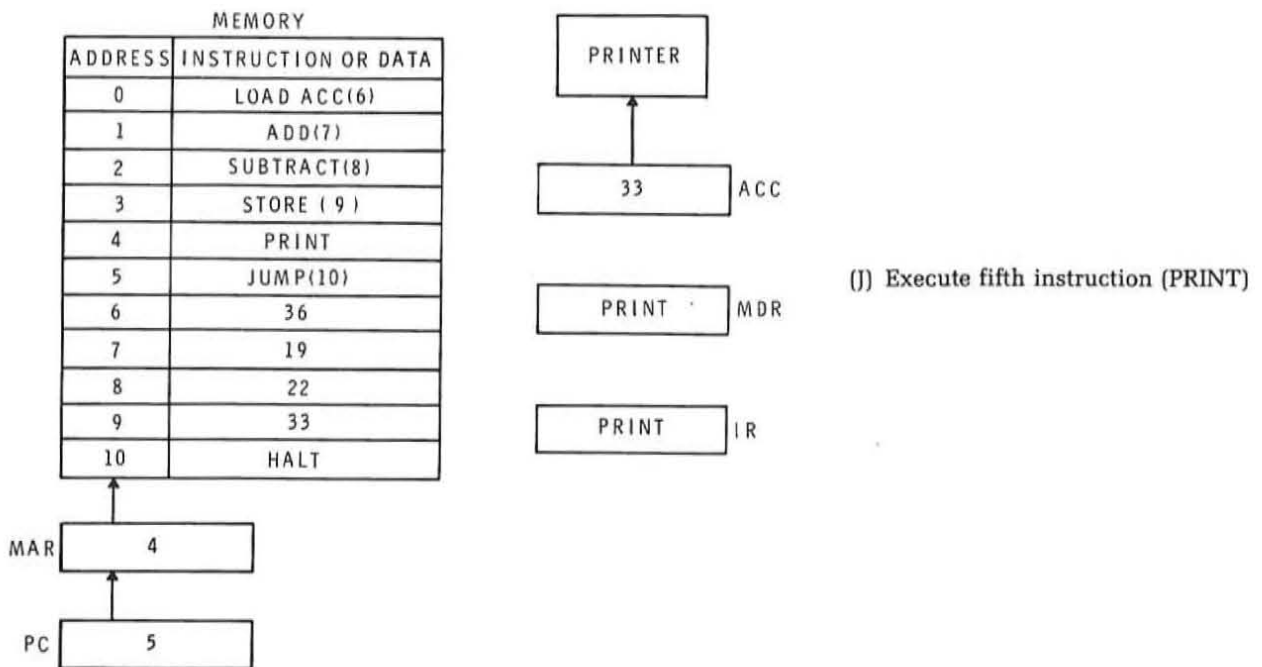 MEMORY
ADDRESS INSTRUCTION OR DATA
0 LOAD ACC(6)
1 ADD(7)
2 SUBTRACT(8)
3 STORE ( 9 )
4 PRINT
5 JUMP(10)
6 36
7 19
8 22
9 33
10 HALT
MAR 4
PC 5
PRINTER
33 ACC
PRINT MDR
PRINT IR
(J) Execute fifth instruction (PRINT)